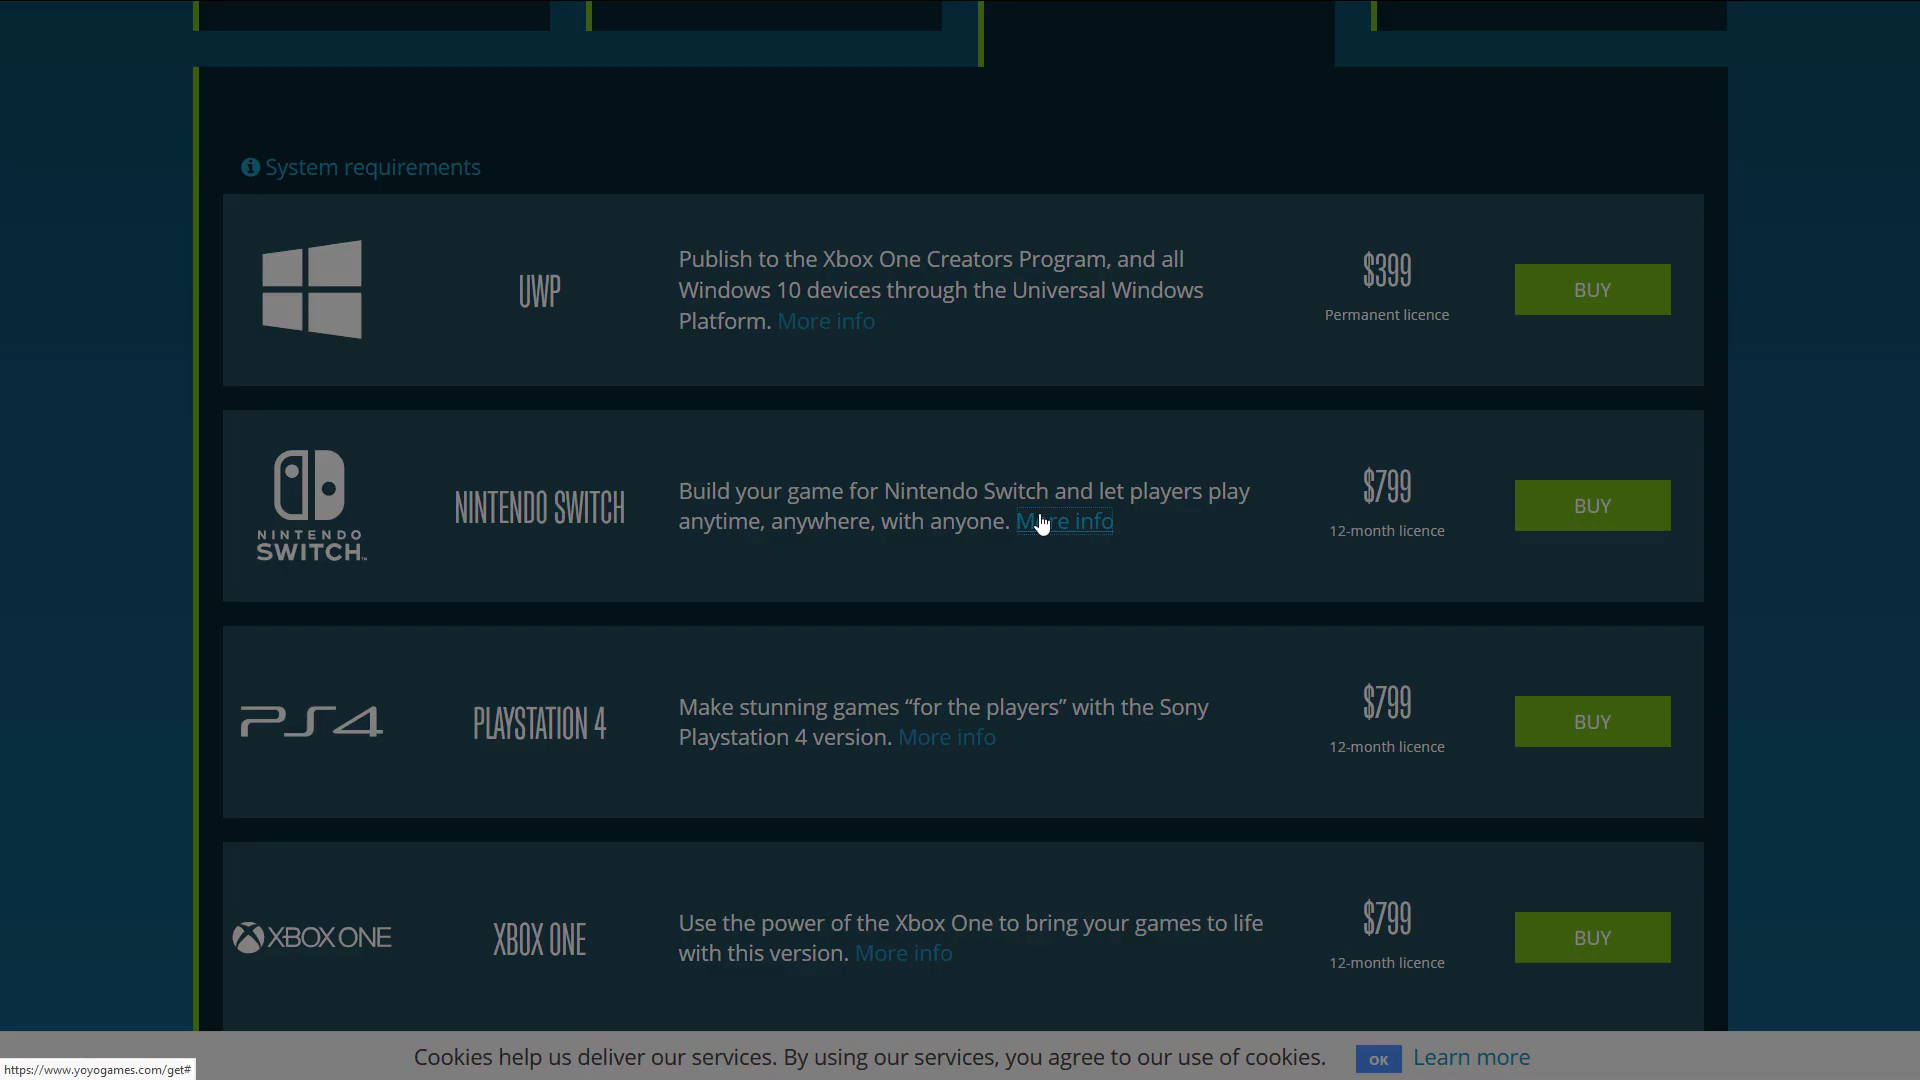 System requirements
UWP
Publish to the Xbox One Creators Program, and all
Windows 10 devices through the Universal Windows
Platform. More info
$399
Permanent licence
BUY
NINTENDO
SWITCH™
NINTENDO SWITCH
Build your game for Nintendo Switch and let players play
anytime, anywhere, with anyone. More info
$799
12-month licence
BUY
PS4
PLAYSTATION 4
Make stunning games “for the players” with the Sony
Playstation 4 version. More info
$799
12-month licence
BUY
XBOX ONE
XBOX ONE
Use the power of the Xbox One to bring your games to life
with this version. More info
$799
12-month licence
BUY
Cookies help us deliver our services. By using our services, you agree to our use of cookies. OK Learn more
https://www.yoyogames.com/get#